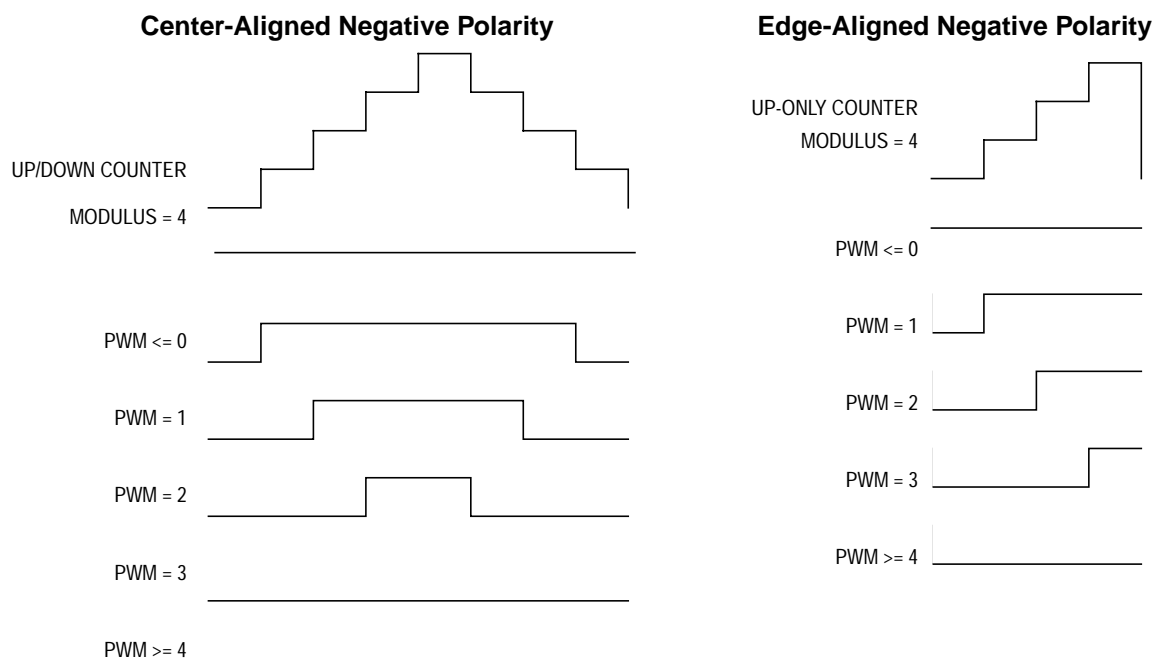 Center-Aligned Negative Polarity
UP/DOWN COUNTER
MODULUS = 4
PWM <= 0
PWM = 1
PWM = 2
PWM = 3
PWM >= 4
Edge-Aligned Negative Polarity
UP-ONLY COUNTER
MODULUS = 4
PWM <= 0
PWM = 1
PWM = 2
PWM = 3
PWM >= 4